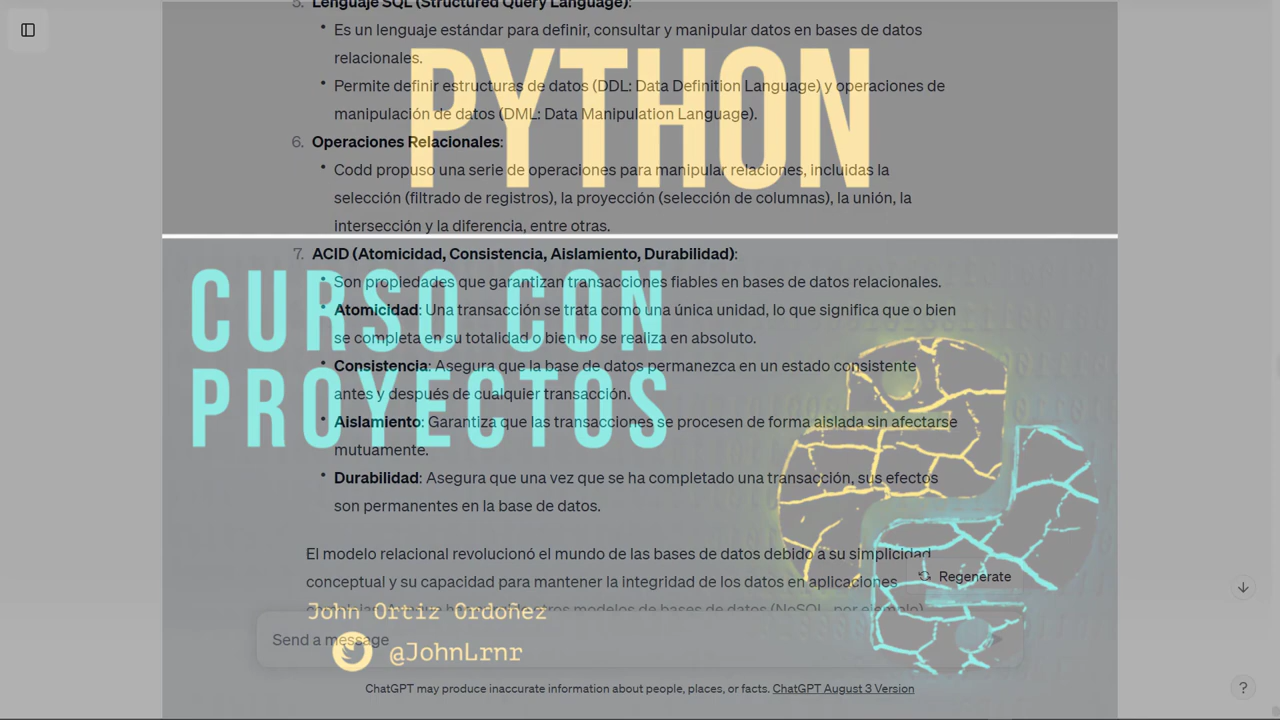 5. Lenguaje SQL (Structured Query Language):
• Es un lenguaje estándar para definir, consultar y manipular datos en bases de datos
relacionales.
• Permite definir estructuras de datos (DDL: Data Definition Language) y operaciones de
manipulación de datos (DML: Data Manipulation Language).
PYTHON
6. Operaciones Relacionales:
• Codd propuso una serie de operaciones para manipular relaciones, incluidas la
selección (filtrado de registros), la proyección (selección de columnas), la unión, la
intersección y la diferencia, entre otras.
7. ACID (Atomicidad, Consistencia, Aislamiento, Durabilidad):
• Son propiedades que garantizan transacciones fiables en bases de datos relacionales.
CURSO CON
PROYECTOS
• Atomicidad: Una transacción se trata como una única unidad, lo que significa que o bien
se completa en su totalidad o bien no se realiza en absoluto.
• Consistencia: Asegura que la base de datos permanezca en un estado consistente
antes y después de cualquier transacción.
• Aislamiento: Garantiza que las transacciones se procesen de forma aislada sin afectarse
mutuamente.
• Durabilidad: Asegura que una vez que se ha completado una transacción, sus efectos
son permanentes en la base de datos.
El modelo relacional revolucionó el mundo de las bases de datos debido a su simplicidad
conceptual y su capacidad para mantener la integridad de los datos en aplicaciones
Regenerate
modelos de bases de datos (NoSQL, por ejemplo)
John Ortiz Ordoñez
Send a message
@JohnLrnr
ChatGPT may produce inaccurate information about people, places, or facts. ChatGPT August 3 Version
?